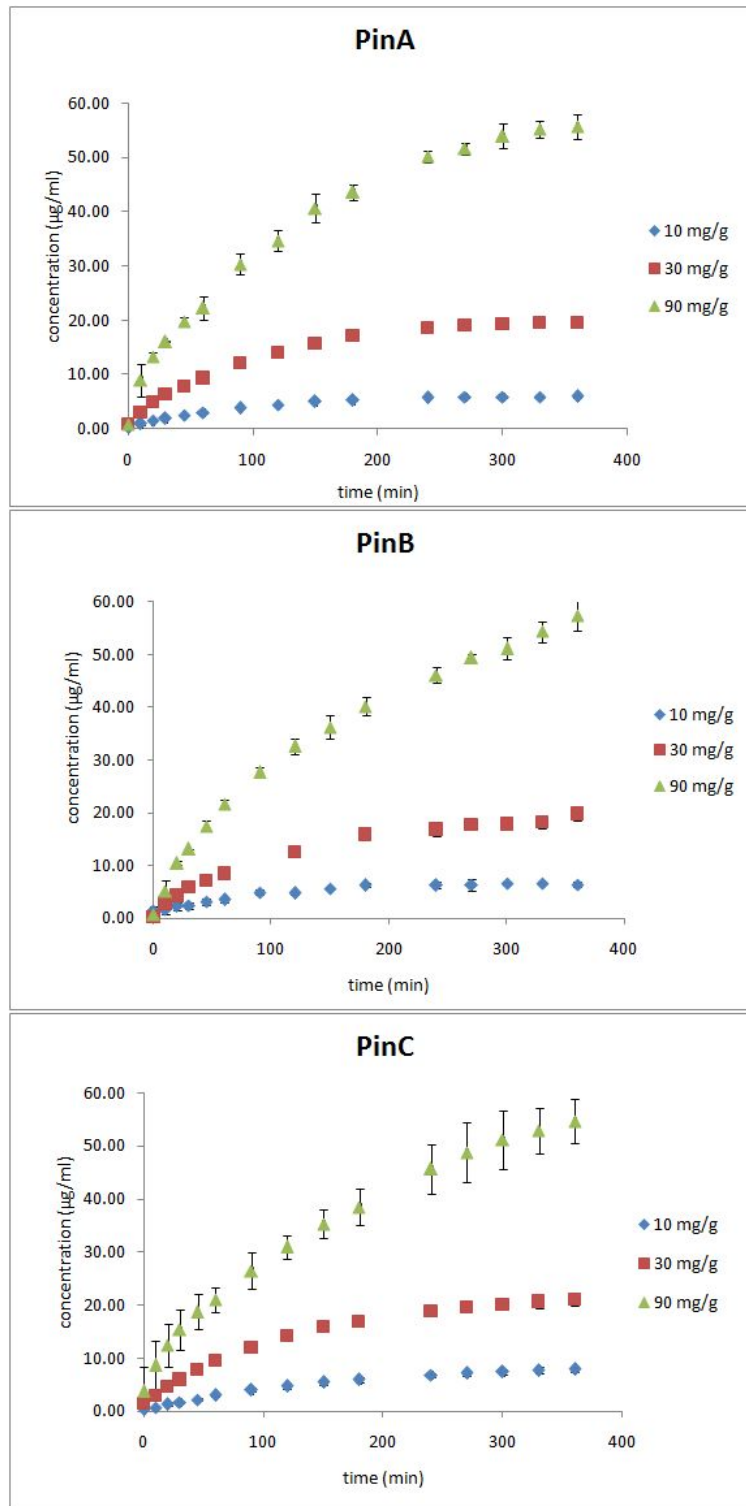 PinA
60.00
50.00
40.00
30.00
20.00
10.00
0.00
concentration (µg/ml)
0 100 200 300 400
time (min)
10 mg/g
30 mg/g
90 mg/g
PinB
60.00
50.00
40.00
30.00
20.00
10.00
0.00
concentration (µg/ml)
0 100 200 300 400
time (min)
10 mg/g
30 mg/g
90 mg/g
PinC
60.00
50.00
40.00
30.00
20.00
10.00
0.00
concentration (µg/ml)
0 100 200 300 400
time (min)
10 mg/g
30 mg/g
90 mg/g